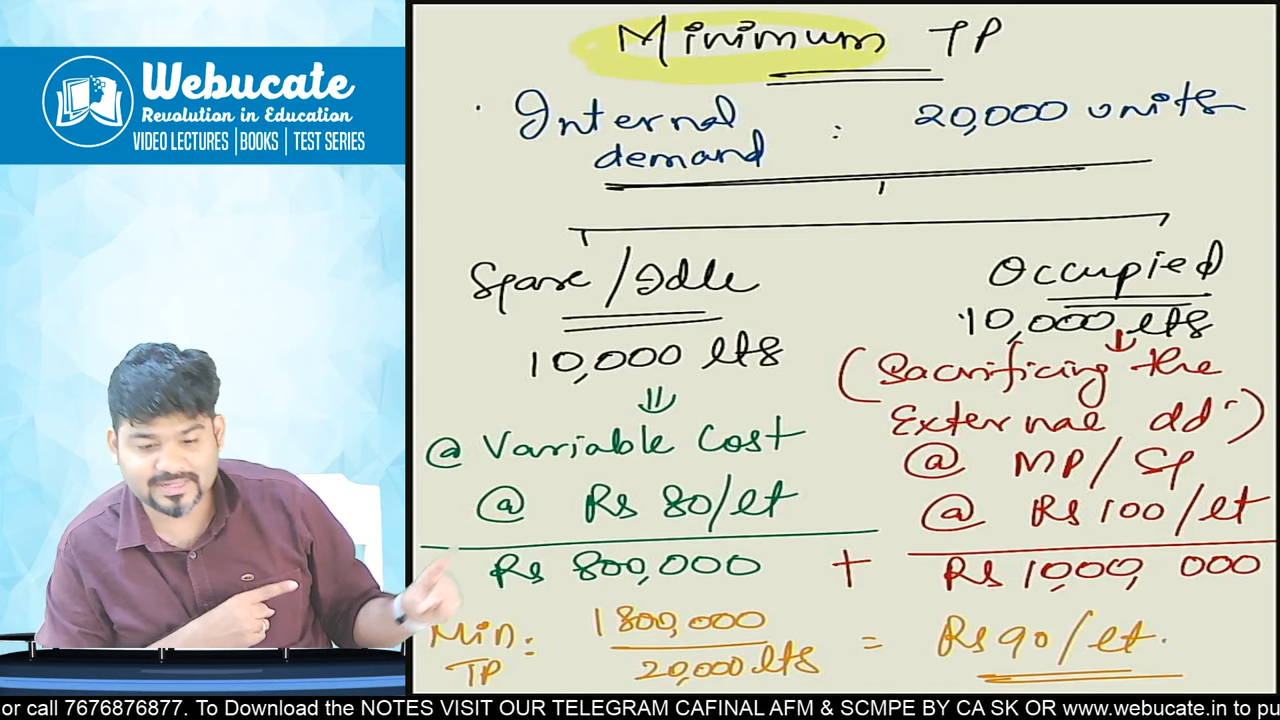 Webucate
Revolution in Education
VIDEO LECTURES | BOOKS | TEST SERIES
Minimum TP
Internal demand : 20,000 units
Spare / Idle
10,000 lts
@ Variable Cost
@ Rs 80/lt
Rs 800,000
Occupied
10,000 lts
(Sacrificing the
External dd)
@ MP/SP
@ Rs 100/lt
+ Rs 1000,000
Min: TP 1800,000 / 20,000 lts = Rs 90/lt.
or call 7676876877. To Download the NOTES VISIT OUR TELEGRAM CAFINAL AFM & SCMPE BY CA SK OR www.webucate.in to pu